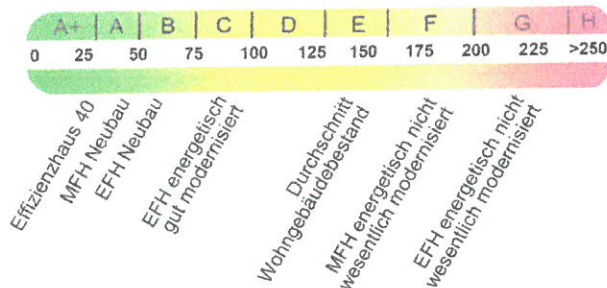 A+ A B C D E F G H
0 25 50 75 100 125 150 175 200 225 >250
Effizienzhaus 40
MFH Neubau
EFH Neubau
EFH energetisch
gut modernisiert
Durchschnitt
Wohngebäudebestand
MFH energetisch nicht
wesentlich modernisiert
EFH energetisch nicht
wesentlich modernisiert